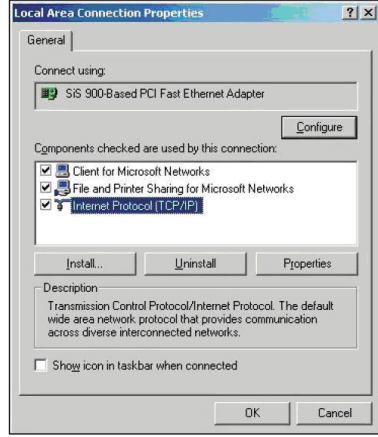 Local Area Connection Properties
General
Connect using:
SiS 900-Based PCI Fast Ethernet Adapter
Configure
Components checked are used by this connection:
Client for Microsoft Networks
File and Printer Sharing for Microsoft Networks
Internet Protocol (TCP/IP)
Install... Uninstall Properties
Description
Transmission Control Protocol/Internet Protocol. The default
wide area network protocol that provides communication
across diverse interconnected networks.
Show icon in taskbar when connected
OK Cancel